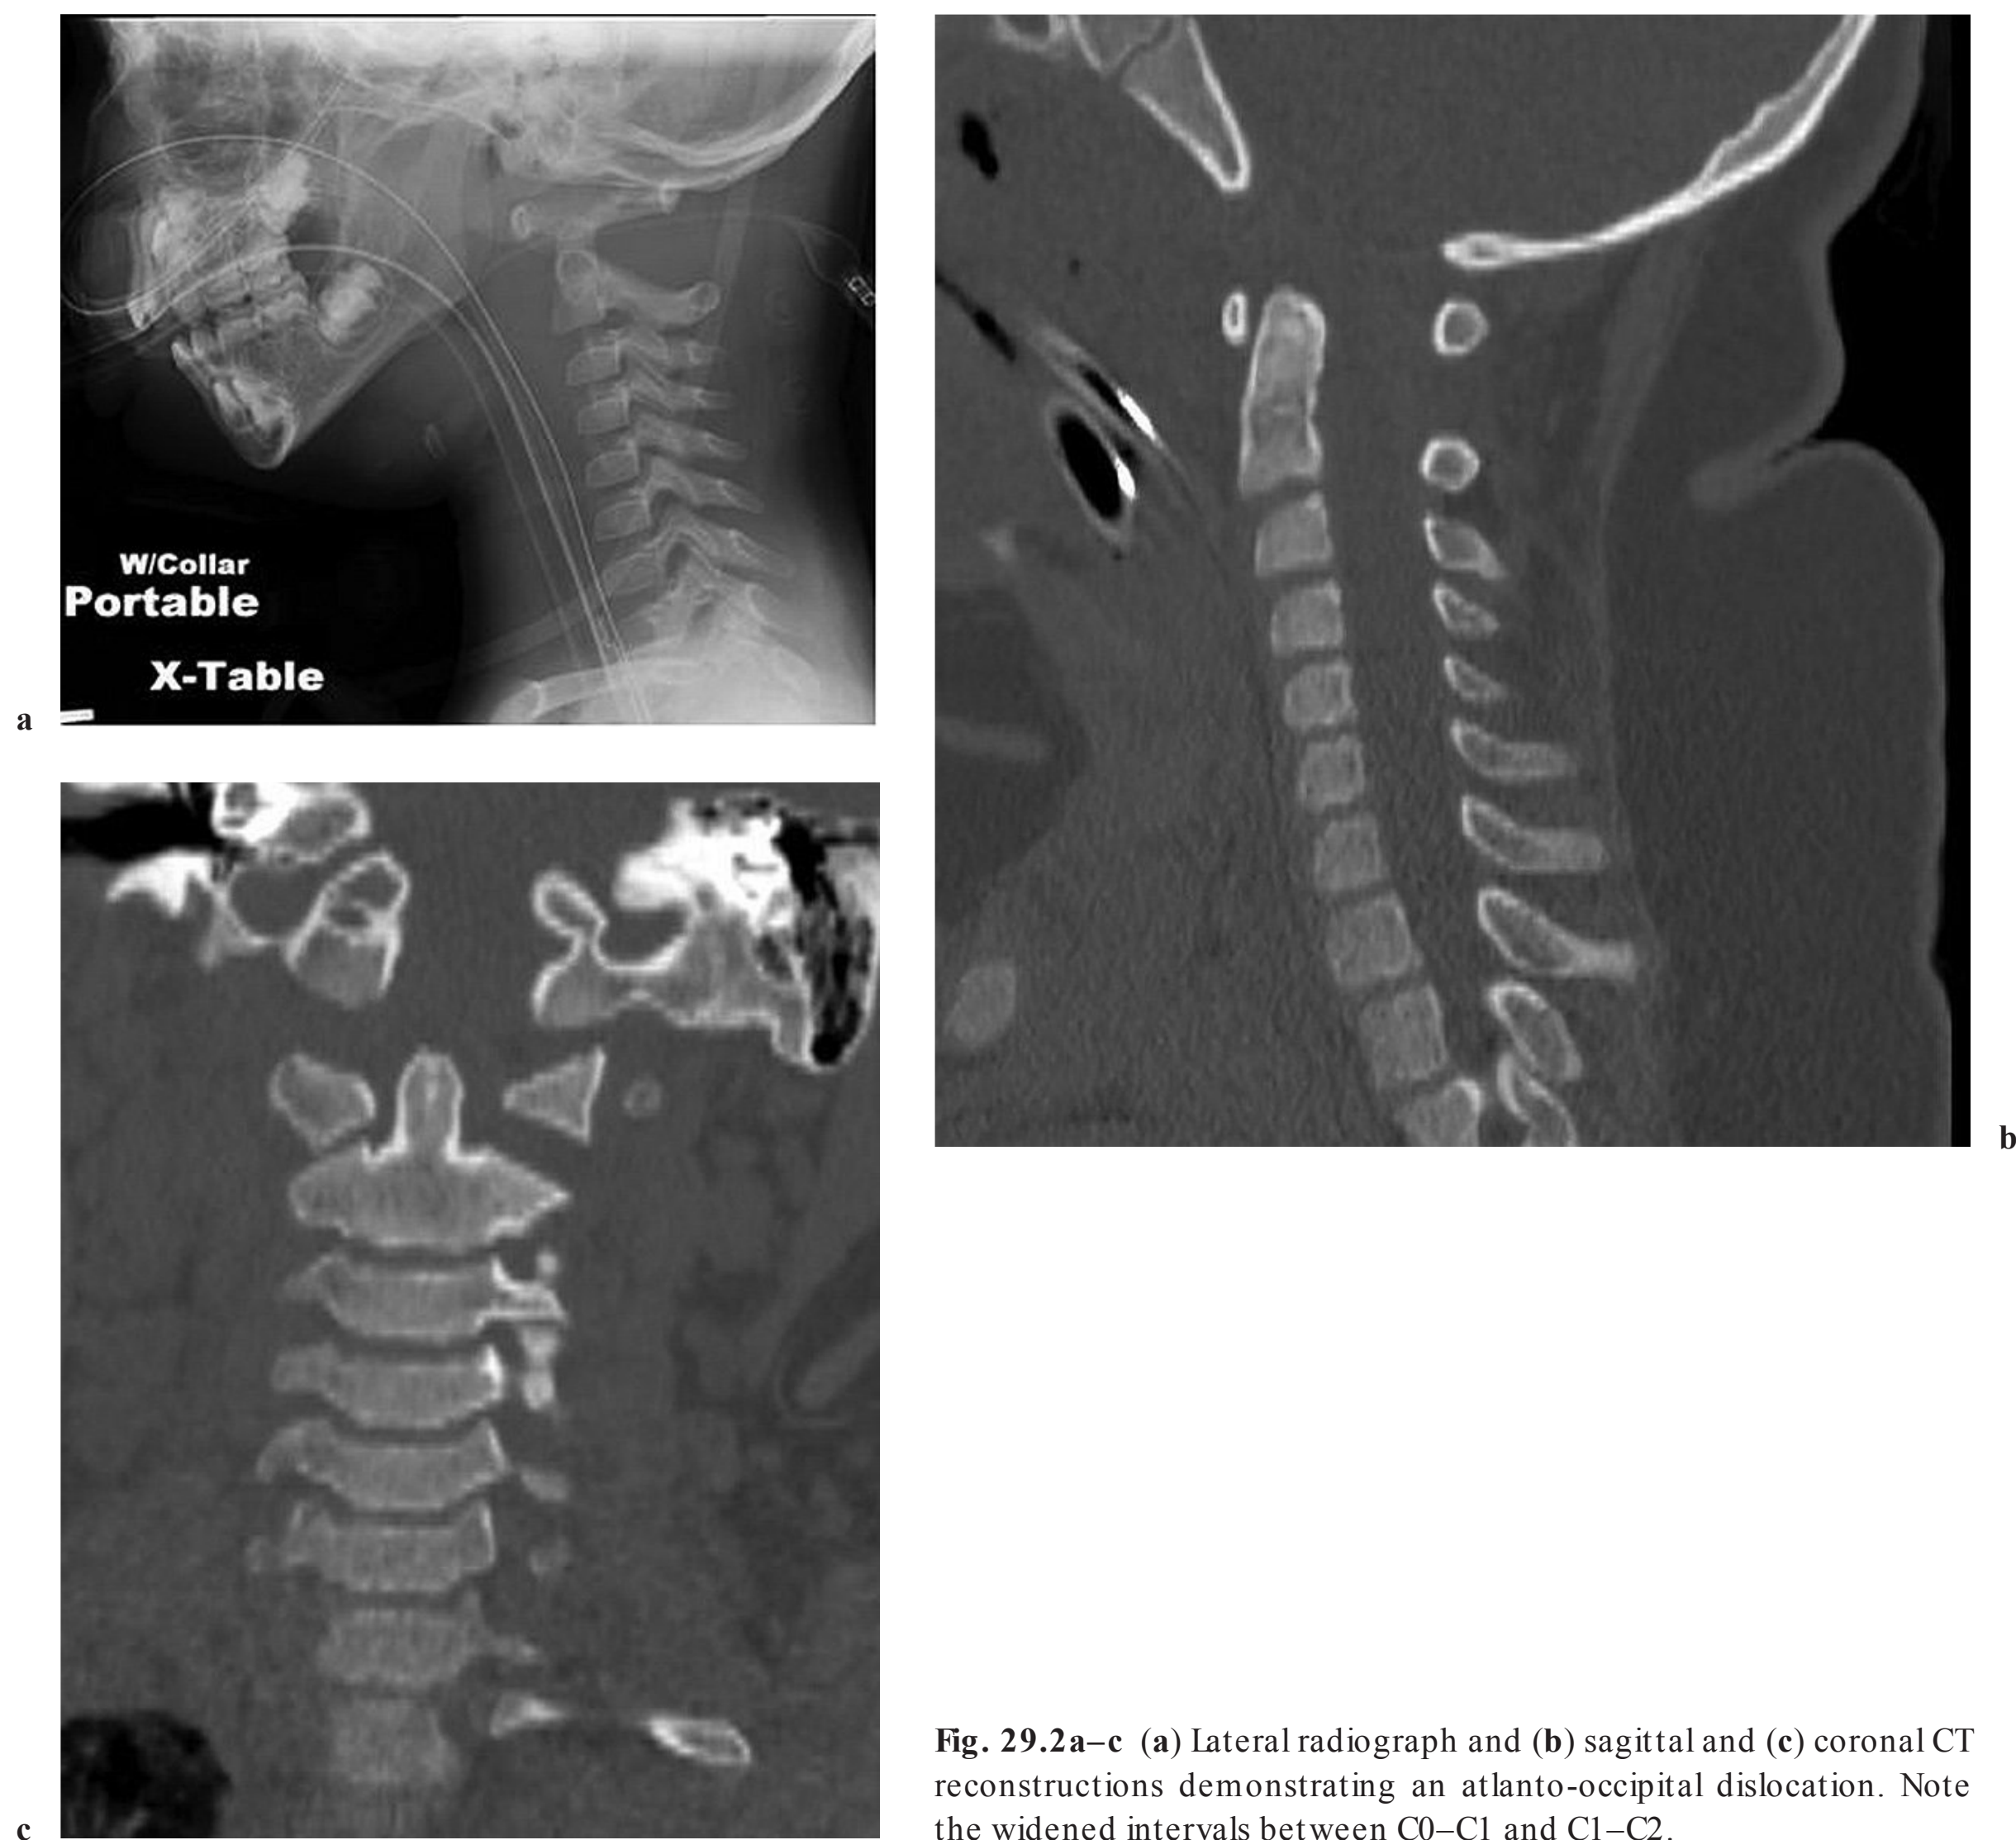 W/Collar
Portable
X-Table
a
b
c
Fig. 29.2a–c (a) Lateral radiograph and (b) sagittal and (c) coronal CT
reconstructions demonstrating an atlanto-occipital dislocation. Note
the widened intervals between C0–C1 and C1–C2.